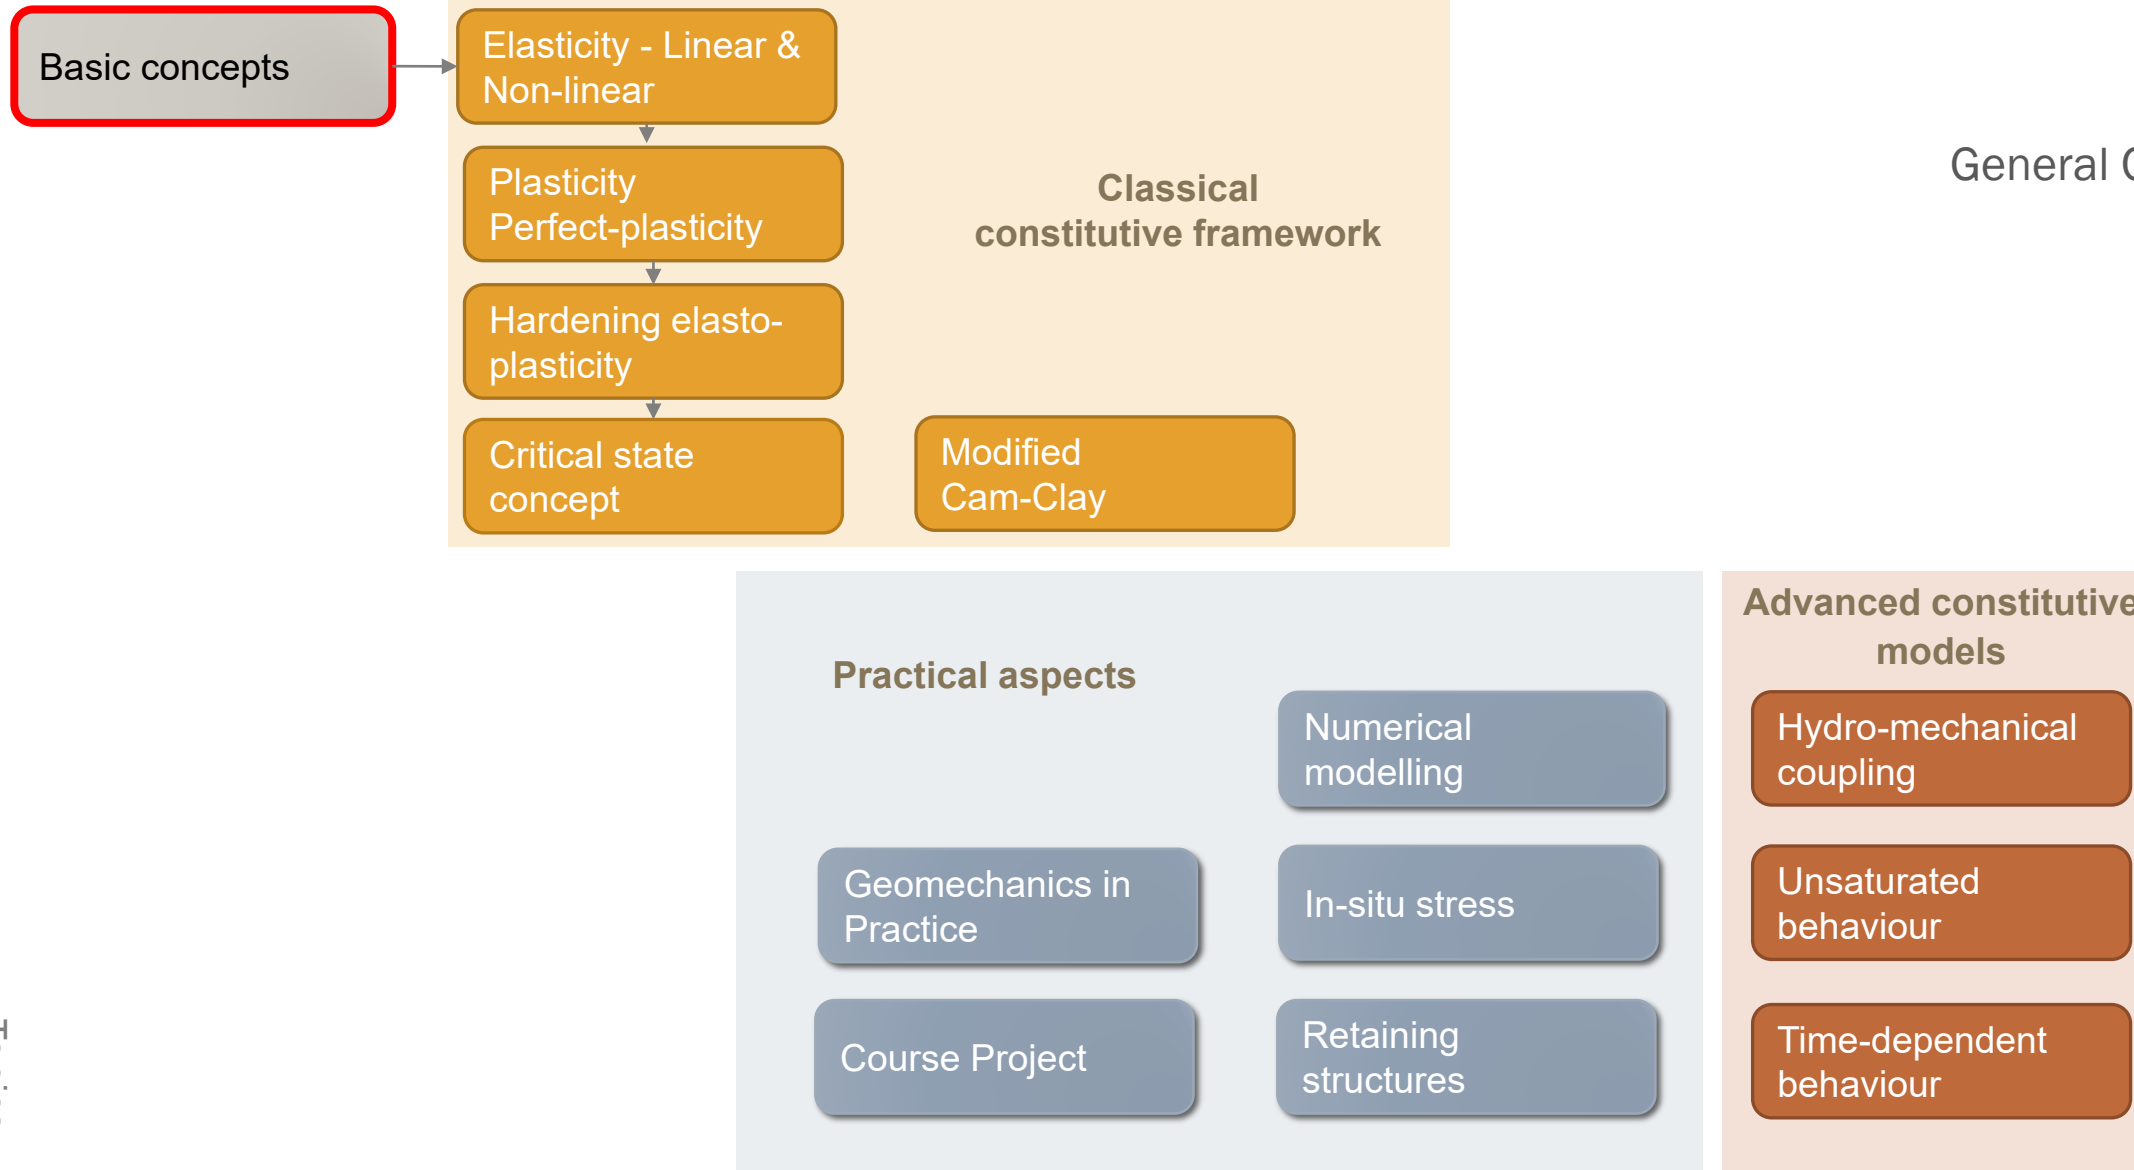 Basic concepts
Elasticity - Linear &
Non-linear
Plasticity
Perfect-plasticity
Classical
constitutive framework
General
Hardening elasto-
plasticity
Critical state
concept
Modified
Cam-Clay
Practical aspects
Numerical
modelling
Geomechanics in
Practice
In-situ stress
Course Project
Retaining
structures
Advanced constitutive
models
Hydro-mechanical
coupling
Unsaturated
behaviour
Time-dependent
behaviour